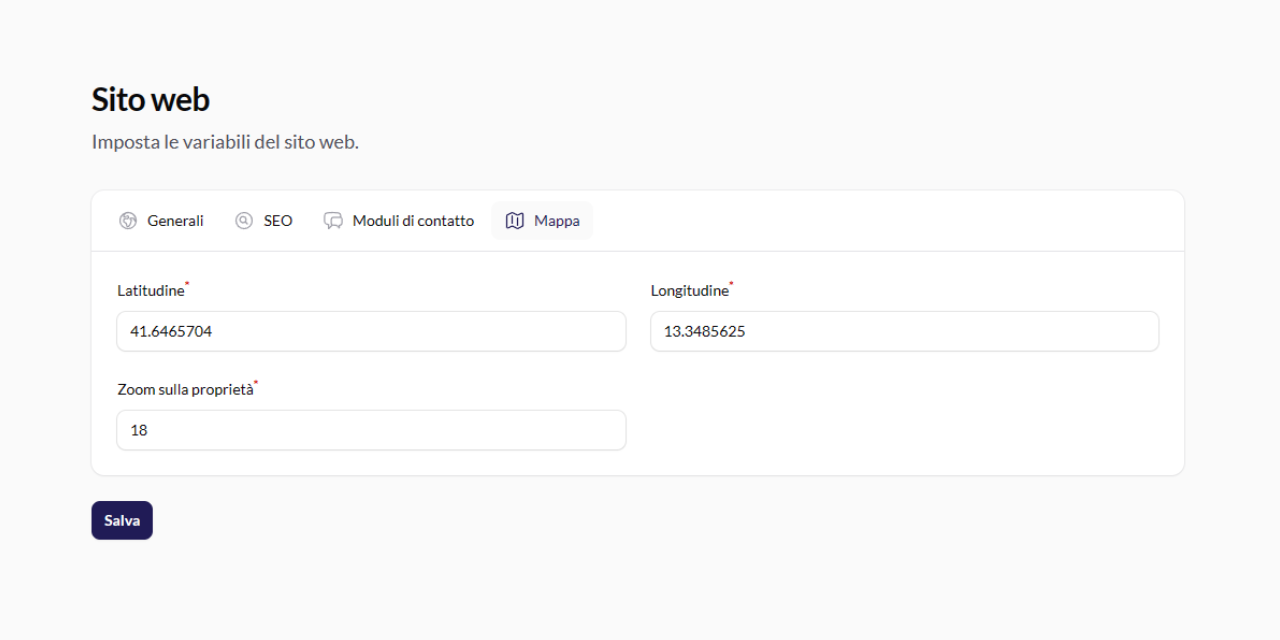 Sito web
Imposta le variabili del sito web.
Generali SEO Moduli di contatto Mappa
Latitudine* Longitudine*
41.6465704 13.3485625
Zoom sulla proprietà*
18
Salva